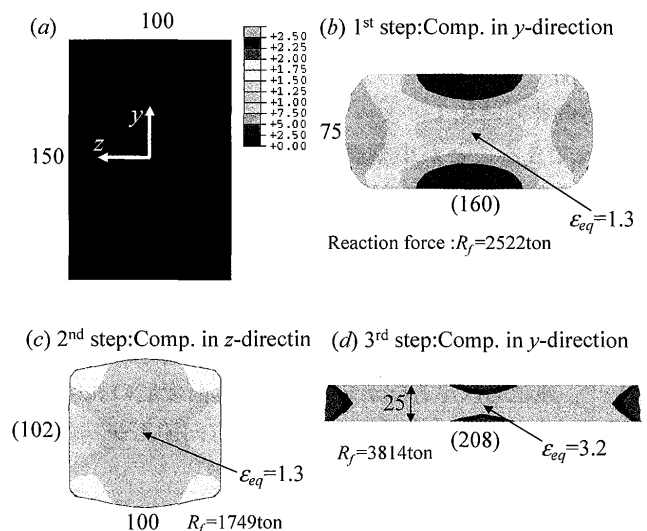 (a)
100
y
z
150
+2.50
+2.25
+2.00
+1.75
+1.25
+1.00
+7.50
+5.00
+2.50
+0.00
(b) 1st step:Comp. in y-direction
75
(160)
εeq=1.3
Reaction force :Rf=2522ton
(c) 2nd step:Comp. in z-directin
(102)
εeq=1.3
100
Rf=1749ton
(d) 3rd step:Comp. in y-direction
25
(208)
Rf=3814ton
εeq=3.2